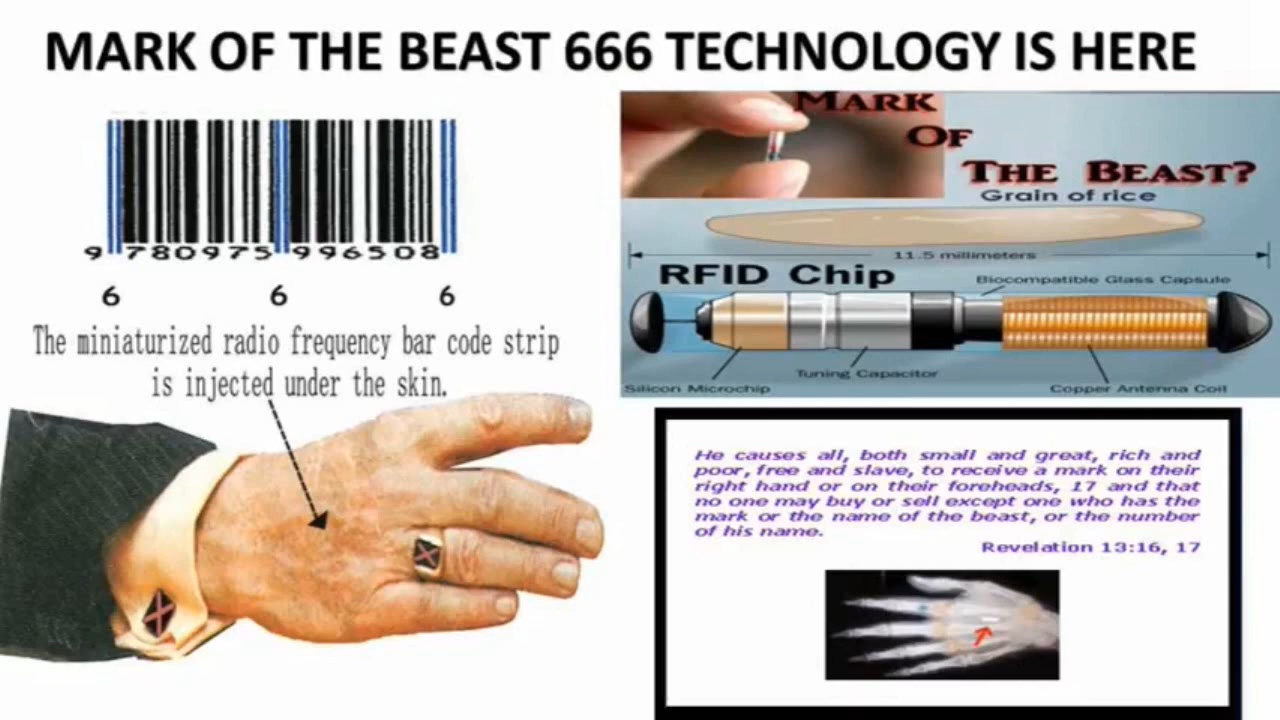 MARK OF THE BEAST 666 TECHNOLOGY IS HERE
9 780975 996508
6 6 6
The miniaturized radio frequency bar code strip
is injected under the skin.
MARK
OF
THE BEAST?
Grain of rice
11.5 millimeters
RFID Chip
Biocompatible Glass Capsule
Tuning Capacitor
Silicon Microchip
Copper Antenna Coil
He causes all, both small and great, rich and
poor, free and slave, to receive a mark on their
right hand or on their foreheads, 17 and that
no one may buy or sell except one who has the
mark or the name of the beast, or the number
of his name.
Revelation 13:16, 17